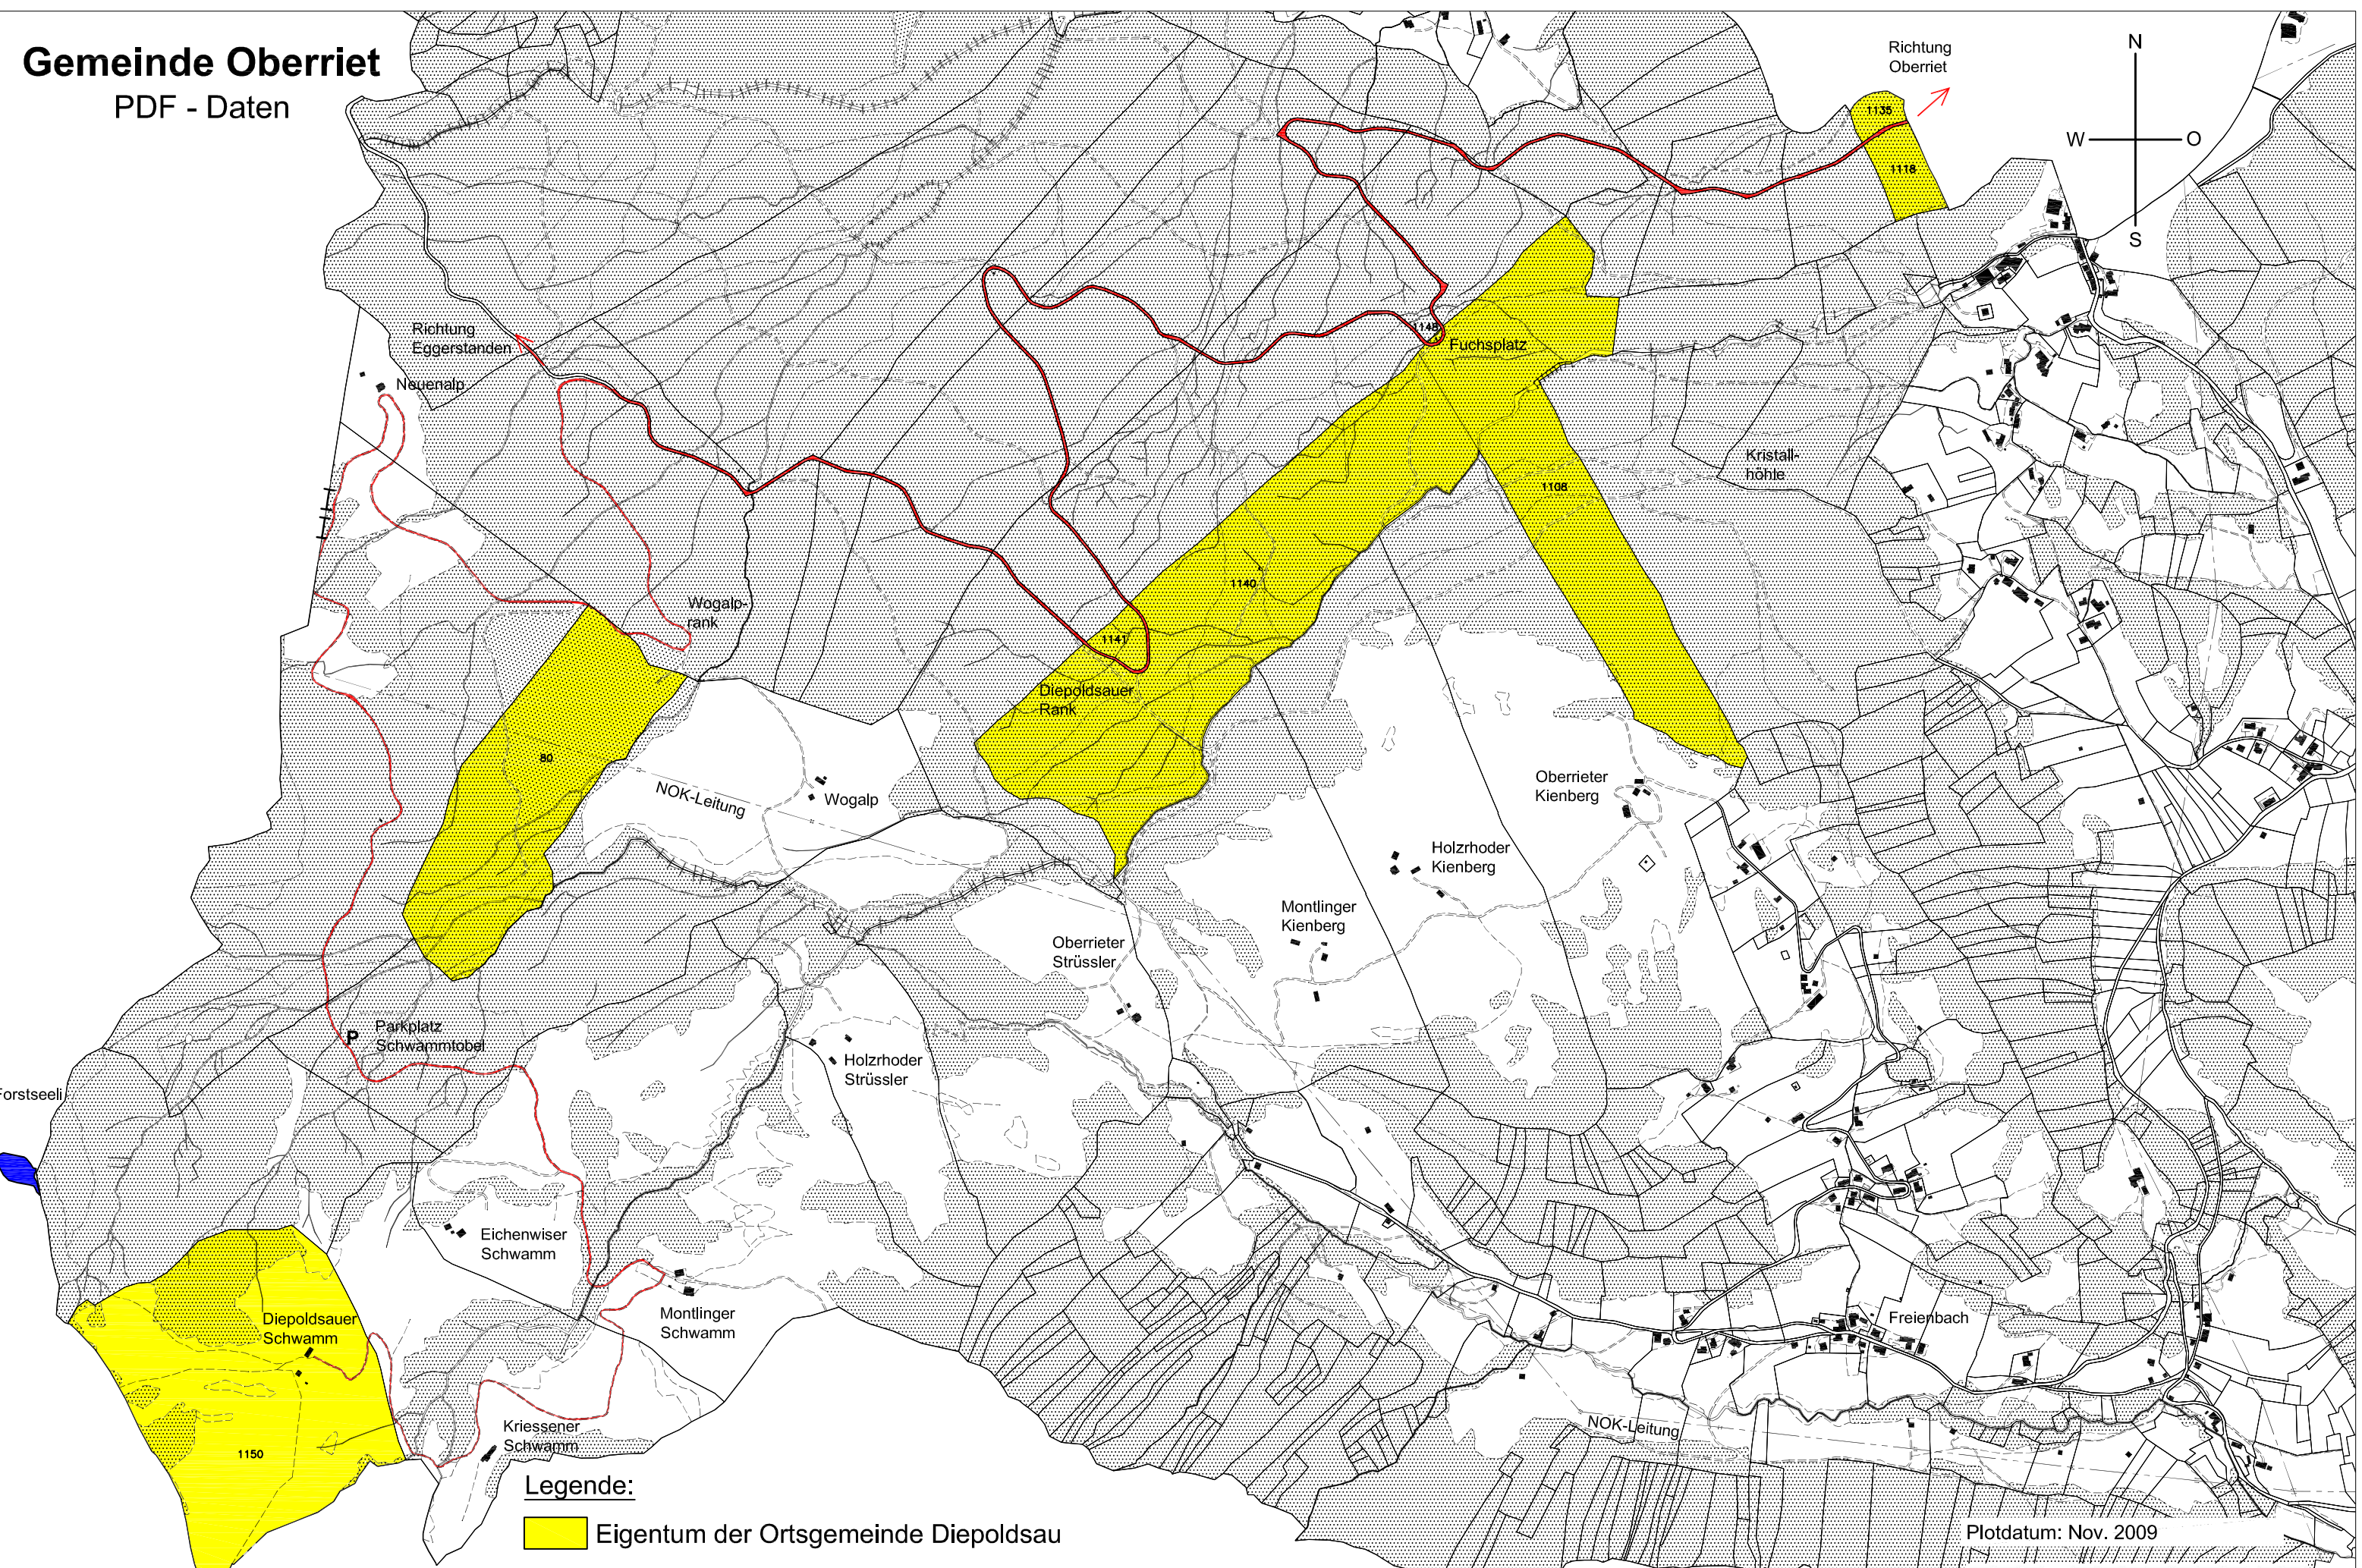 Gemeinde Oberriet
PDF - Daten
Richtung
Oberriet
N
W
O
S
1135
1118
Richtung
Eggerstanden
Neuenalp
1148
Fuchsplatz
Kristall-
höhle
1108
1140
Wogalp-
rank
1141
Diepoldsauer
Rank
80
NOK-Leitung
Wogalp
Oberrieter
Kienberg
Holzrhoder
Kienberg
Montlinger
Kienberg
Oberrieter
Strüssler
P
Parkplatz
Schwammtobel
Holzrhoder
Strüssler
Forstseeli
Eichenwiser
Schwamm
Diepoldsauer
Schwamm
Montlinger
Schwamm
Freienbach
1150
Kriessener
Schwamm
NOK-Leitung
Legende:
Eigentum der Ortsgemeinde Diepoldsau
Plotdatum: Nov. 2009